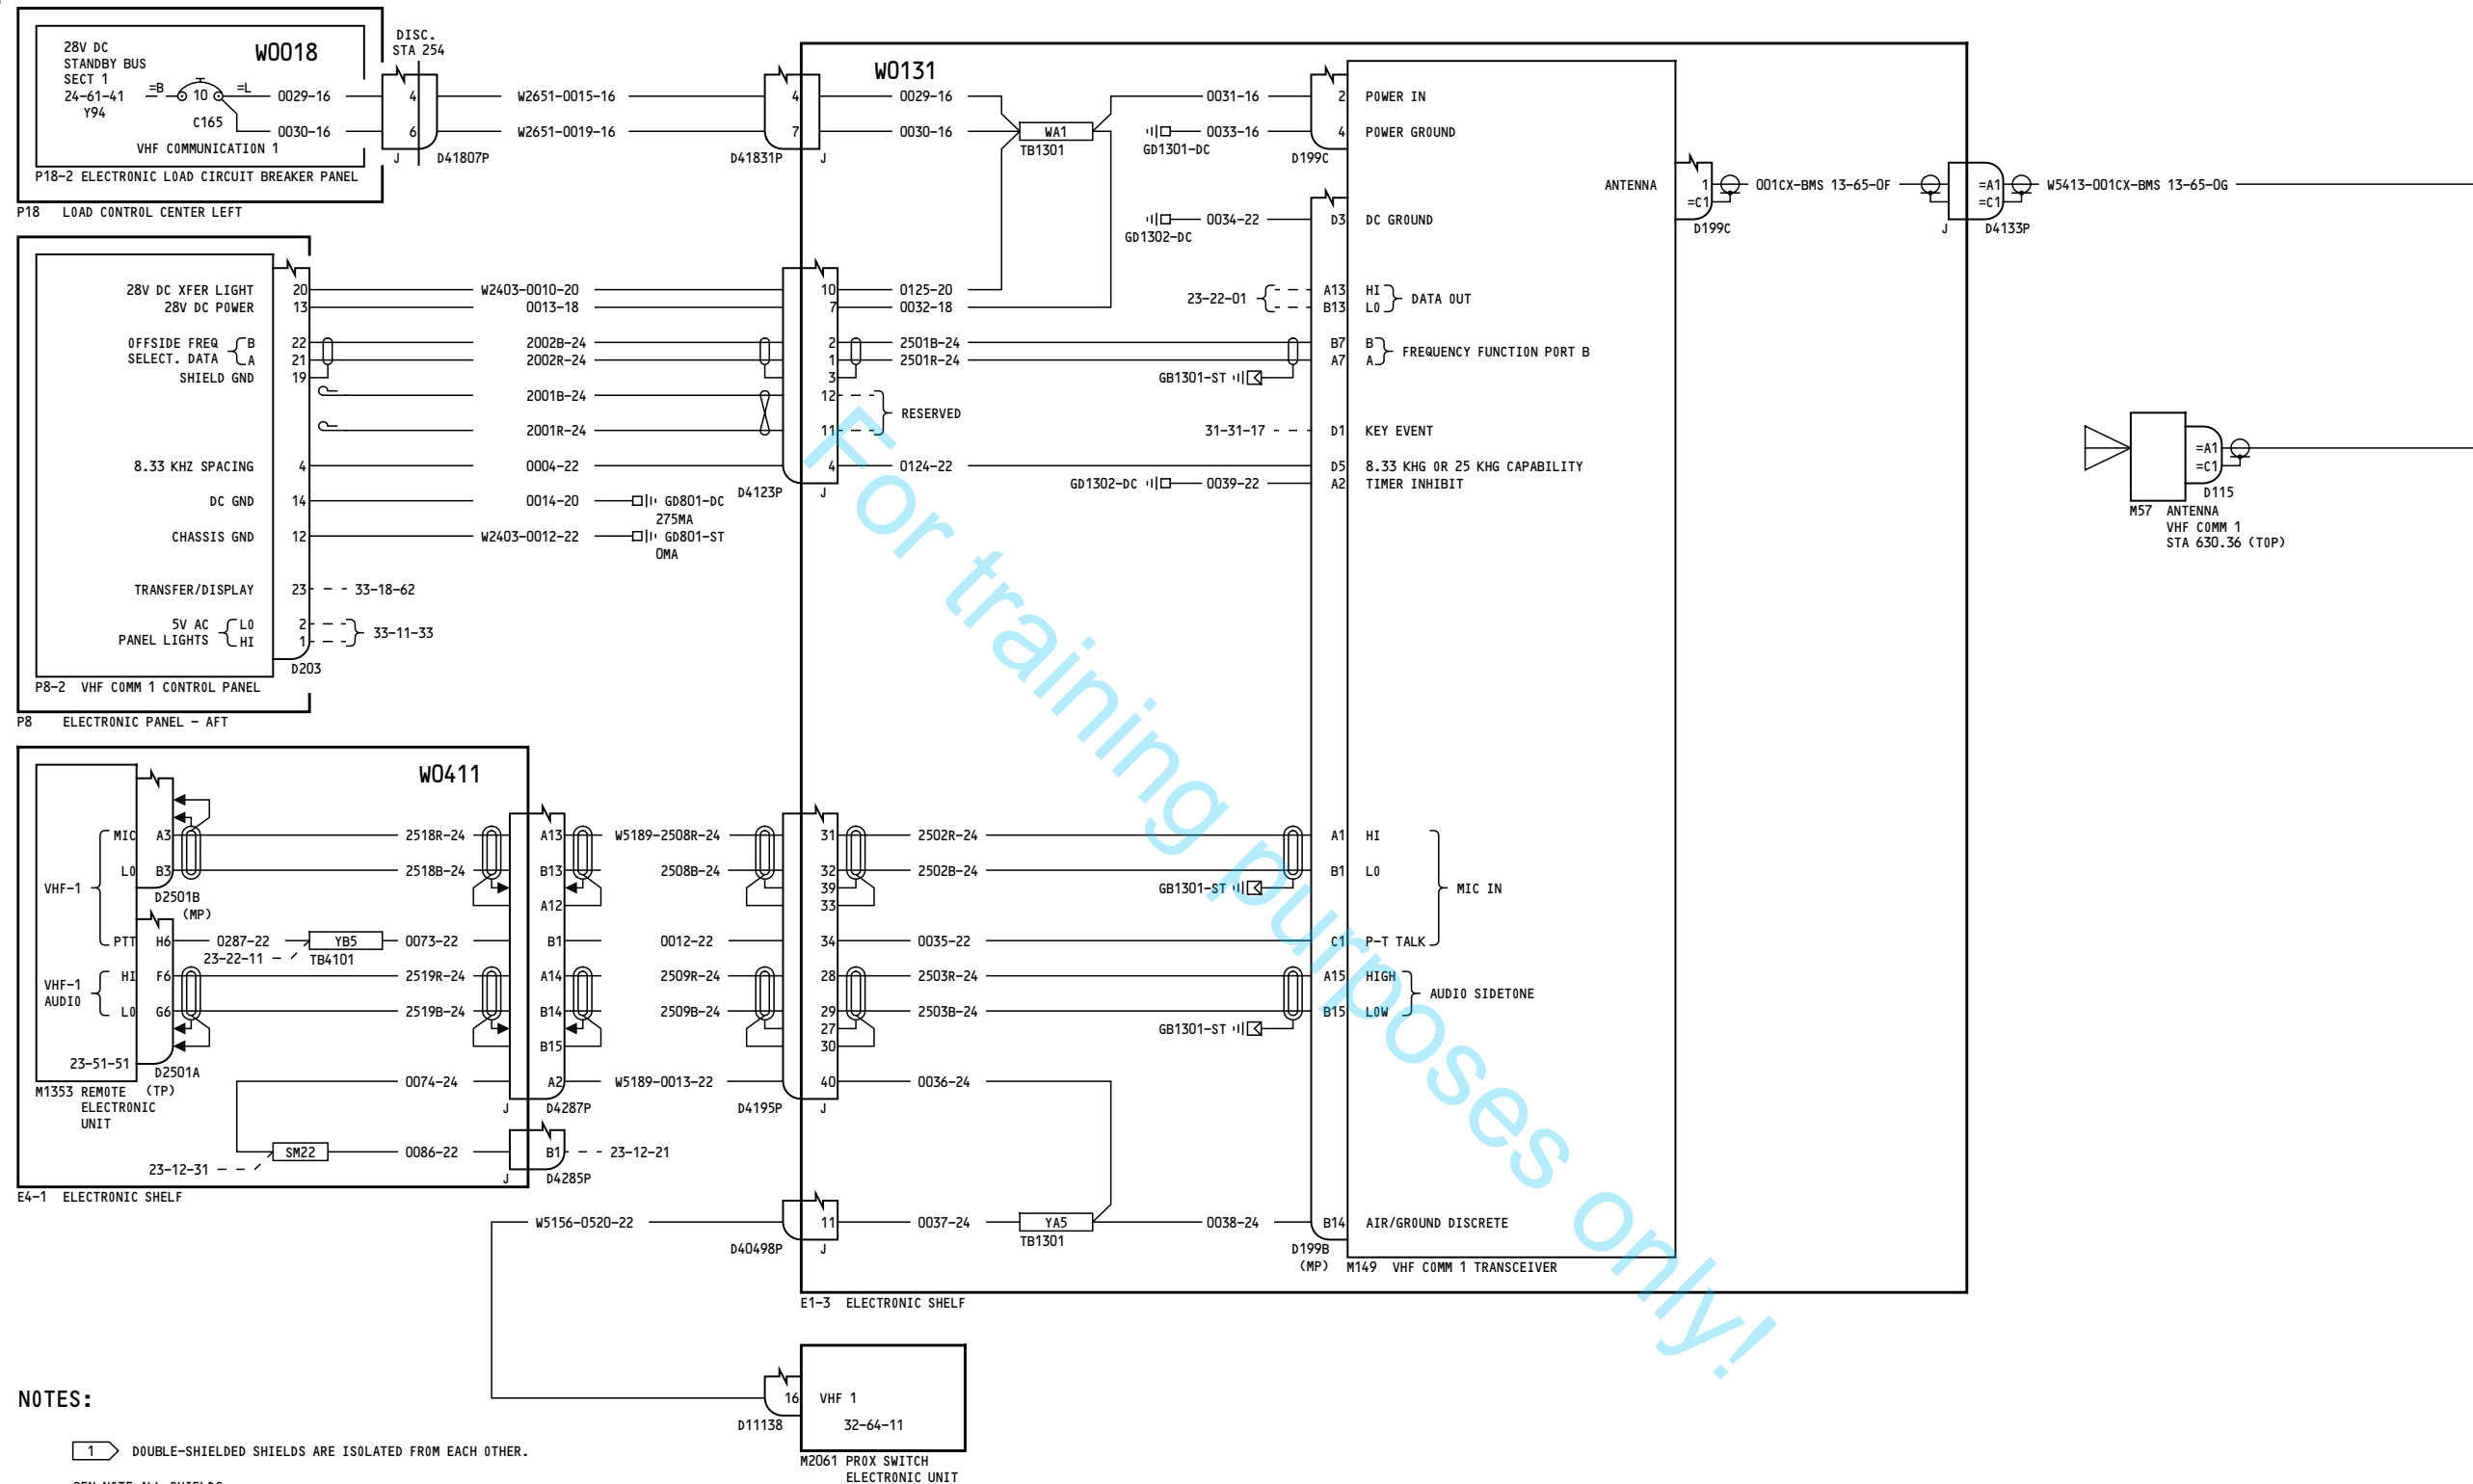 28V DC
STANDBY BUS
SECT 1
24-61-41
Y94
W0018
=B
10
=L
C165
0029-16
0030-16
VHF COMMUNICATION 1
P18-2 ELECTRONIC LOAD CIRCUIT BREAKER PANEL
P18 LOAD CONTROL CENTER LEFT
DISC.
STA 254
4
6
J
D41807P
W2651-0015-16
W2651-0019-16
4
7
D41831P
J
W0131
0029-16
0030-16
WA1
TB1301
0031-16
GD1301-DC
0033-16
2
4
D199C
POWER IN
POWER GROUND
0034-22
GD1302-DC
D3
DC GROUND
ANTENNA
1
=C1
D199C
001CX-BMS 13-65-0F
=A1
=C1
J
D4133P
W5413-001CX-BMS 13-65-0G
28V DC XFER LIGHT 20
28V DC POWER 13
OFFSIDE FREQ
SELECT. DATA
B 22
A 21
SHIELD GND 19
8.33 KHZ SPACING 4
DC GND 14
CHASSIS GND 12
TRANSFER/DISPLAY 23
33-18-62
5V AC
PANEL LIGHTS
LO 2
HI 1
33-11-33
D203
P8-2 VHF COMM 1 CONTROL PANEL
P8 ELECTRONIC PANEL - AFT
W2403-0010-20
0013-18
2002B-24
2002R-24
2001B-24
2001R-24
0004-22
0014-20
GD801-DC
275MA
W2403-0012-22
GD801-ST
0MA
10
7
2
1
3
12
11
4
D4123P
J
0125-20
0032-18
2501B-24
2501R-24
RESERVED
0124-22
23-22-01
A13 HI
B13 LO
DATA OUT
B7 B
A7 A
FREQUENCY FUNCTION PORT B
GB1301-ST
31-31-17
D1 KEY EVENT
D5 8.33 KHG OR 25 KHG CAPABILITY
GD1302-DC
0039-22
A2 TIMER INHIBIT
=A1
=C1
D115
M57 ANTENNA
VHF COMM 1
STA 630.36 (TOP)
W0411
VHF-1
MIC A3
LO B3
D2501B
(MP)
PTT H6
VHF-1
AUDIO
HI F6
LO G6
23-51-51
D2501A
(TP)
M1353 REMOTE
ELECTRONIC
UNIT
2518R-24
2518B-24
0287-22
23-22-11
YB5
TB4101
0073-22
2519R-24
2519B-24
0074-24
SM22
23-12-31
0086-22
E4-1 ELECTRONIC SHELF
A13
B13
A12
B1
A14
B14
B15
A2
J
D4287P
B1
23-12-21
J
D4285P
W5189-2508R-24
2508B-24
0012-22
2509R-24
2509B-24
W5189-0013-22
31
32
39
33
34
28
29
27
30
40
D4195P
J
2502R-24
2502B-24
GB1301-ST
0035-22
2503R-24
2503B-24
GB1301-ST
0036-24
A1 HI
B1 LO
C1 P-T TALK
MIC IN
A15 HIGH
B15 LOW
AUDIO SIDETONE
W5156-0520-22
11
D40498P
J
0037-24
YA5
TB1301
0038-24
B14 AIR/GROUND DISCRETE
D199B
(MP)
M149 VHF COMM 1 TRANSCEIVER
E1-3 ELECTRONIC SHELF
16
VHF 1
32-64-11
D11138
M2061 PROX SWITCH
ELECTRONIC UNIT
NOTES:
1 DOUBLE-SHIELDED SHIELDS ARE ISOLATED FROM EACH OTHER.
For training purposes only!